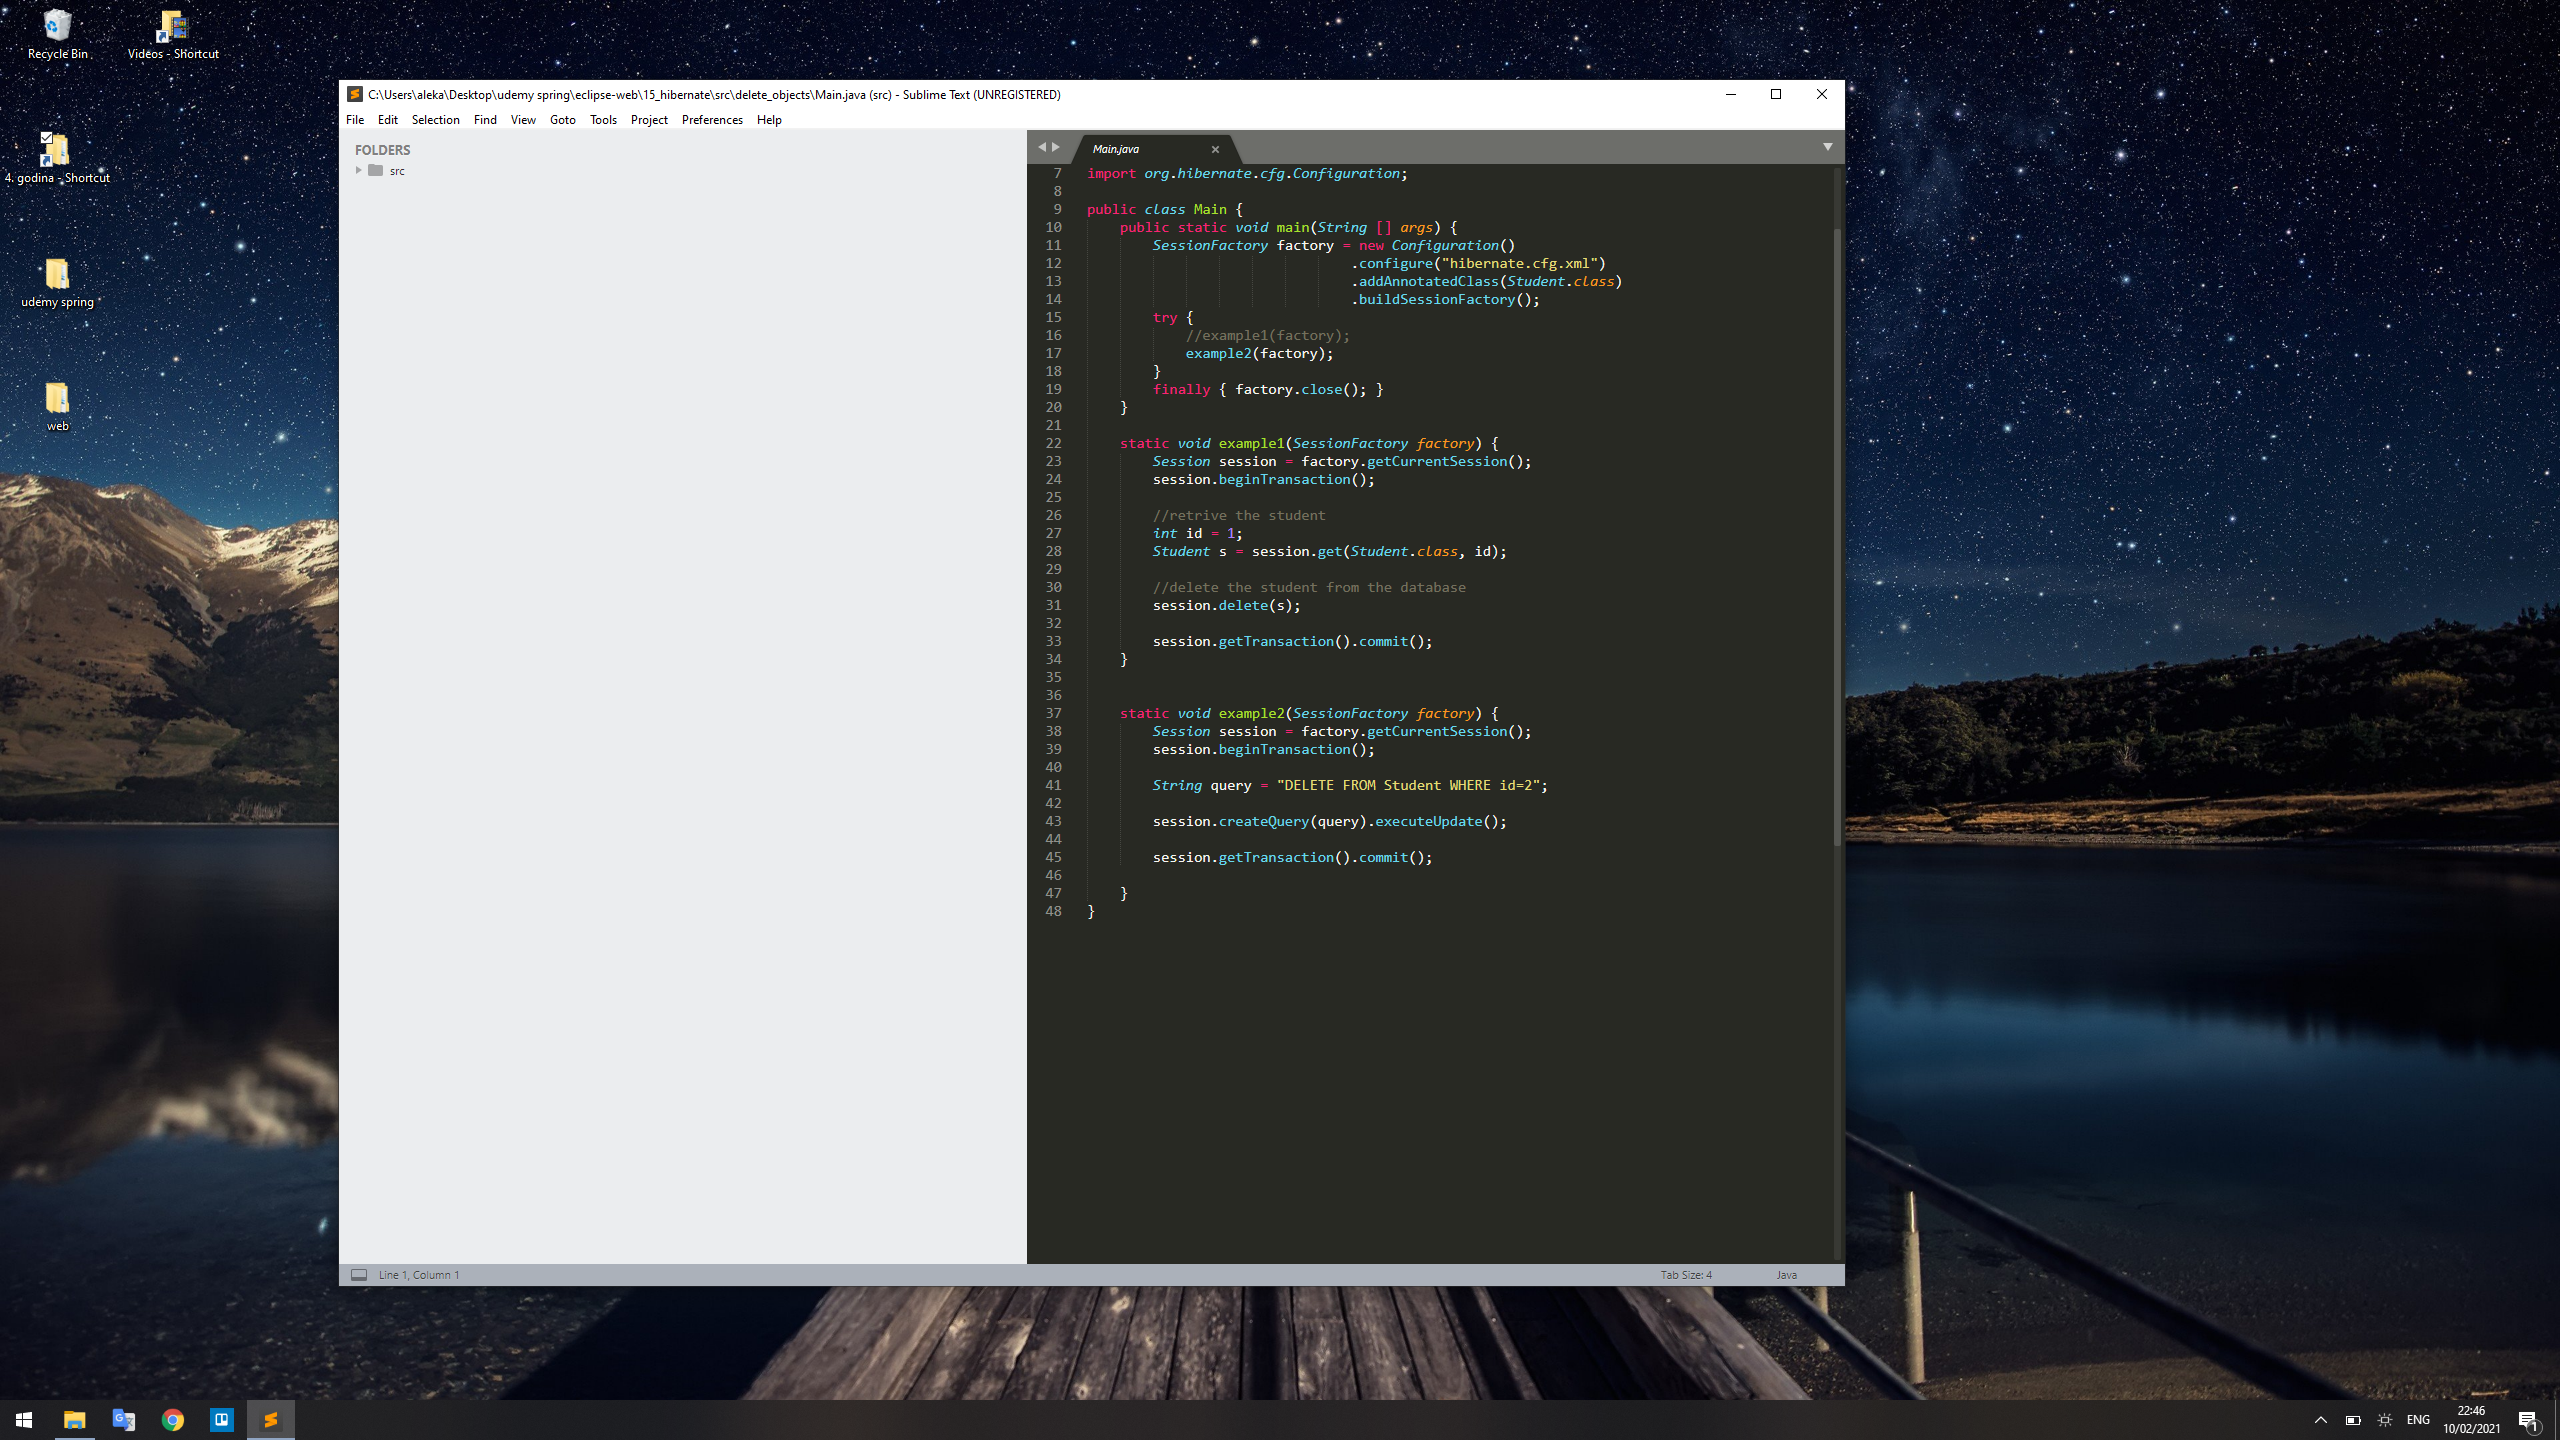 Recycle Bin
Videos - Shortcut
4. godina - Shortcut
udemy spring
web
C:\Users\aleka\Desktop\udemy spring\eclipse-web\15_hibernate\src\delete_objects\Main.java (src) - Sublime Text (UNREGISTERED)
File Edit Selection Find View Goto Tools Project Preferences Help
FOLDERS
src
Main.java
7 import org.hibernate.cfg.Configuration;
8
9 public class Main {
10 public static void main(String [] args) {
11 SessionFactory factory = new Configuration()
12 .configure("hibernate.cfg.xml")
13 .addAnnotatedClass(Student.class)
14 .buildSessionFactory();
15 try {
16 //example1(factory);
17 example2(factory);
18 }
19 finally { factory.close(); }
20 }
21
22 static void example1(SessionFactory factory) {
23 Session session = factory.getCurrentSession();
24 session.beginTransaction();
25
26 //retrive the student
27 int id = 1;
28 Student s = session.get(Student.class, id);
29
30 //delete the student from the database
31 session.delete(s);
32
33 session.getTransaction().commit();
34 }
35
36
37 static void example2(SessionFactory factory) {
38 Session session = factory.getCurrentSession();
39 session.beginTransaction();
40
41 String query = "DELETE FROM Student WHERE id=2";
42
43 session.createQuery(query).executeUpdate();
44
45 session.getTransaction().commit();
46
47 }
48 }
Line 1, Column 1
Tab Size: 4
Java
ENG
22:46
10/02/2021
1